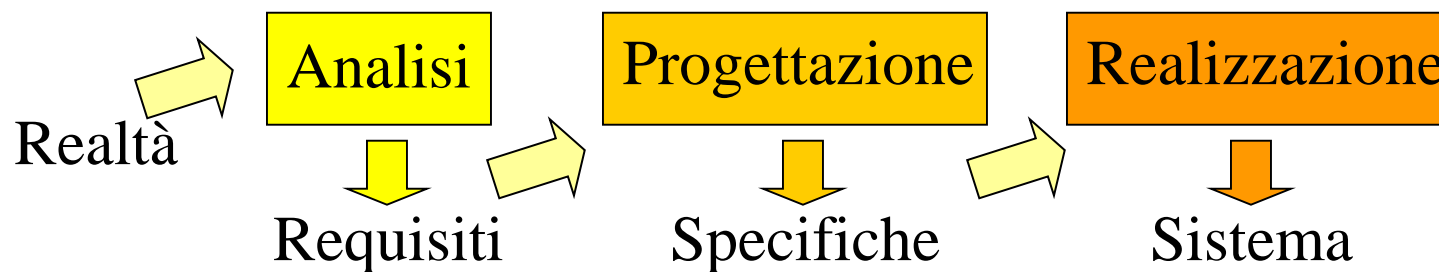 Analisi
Progettazione
Realizzazione
Realtà
Requisiti
Specifiche
Sistema